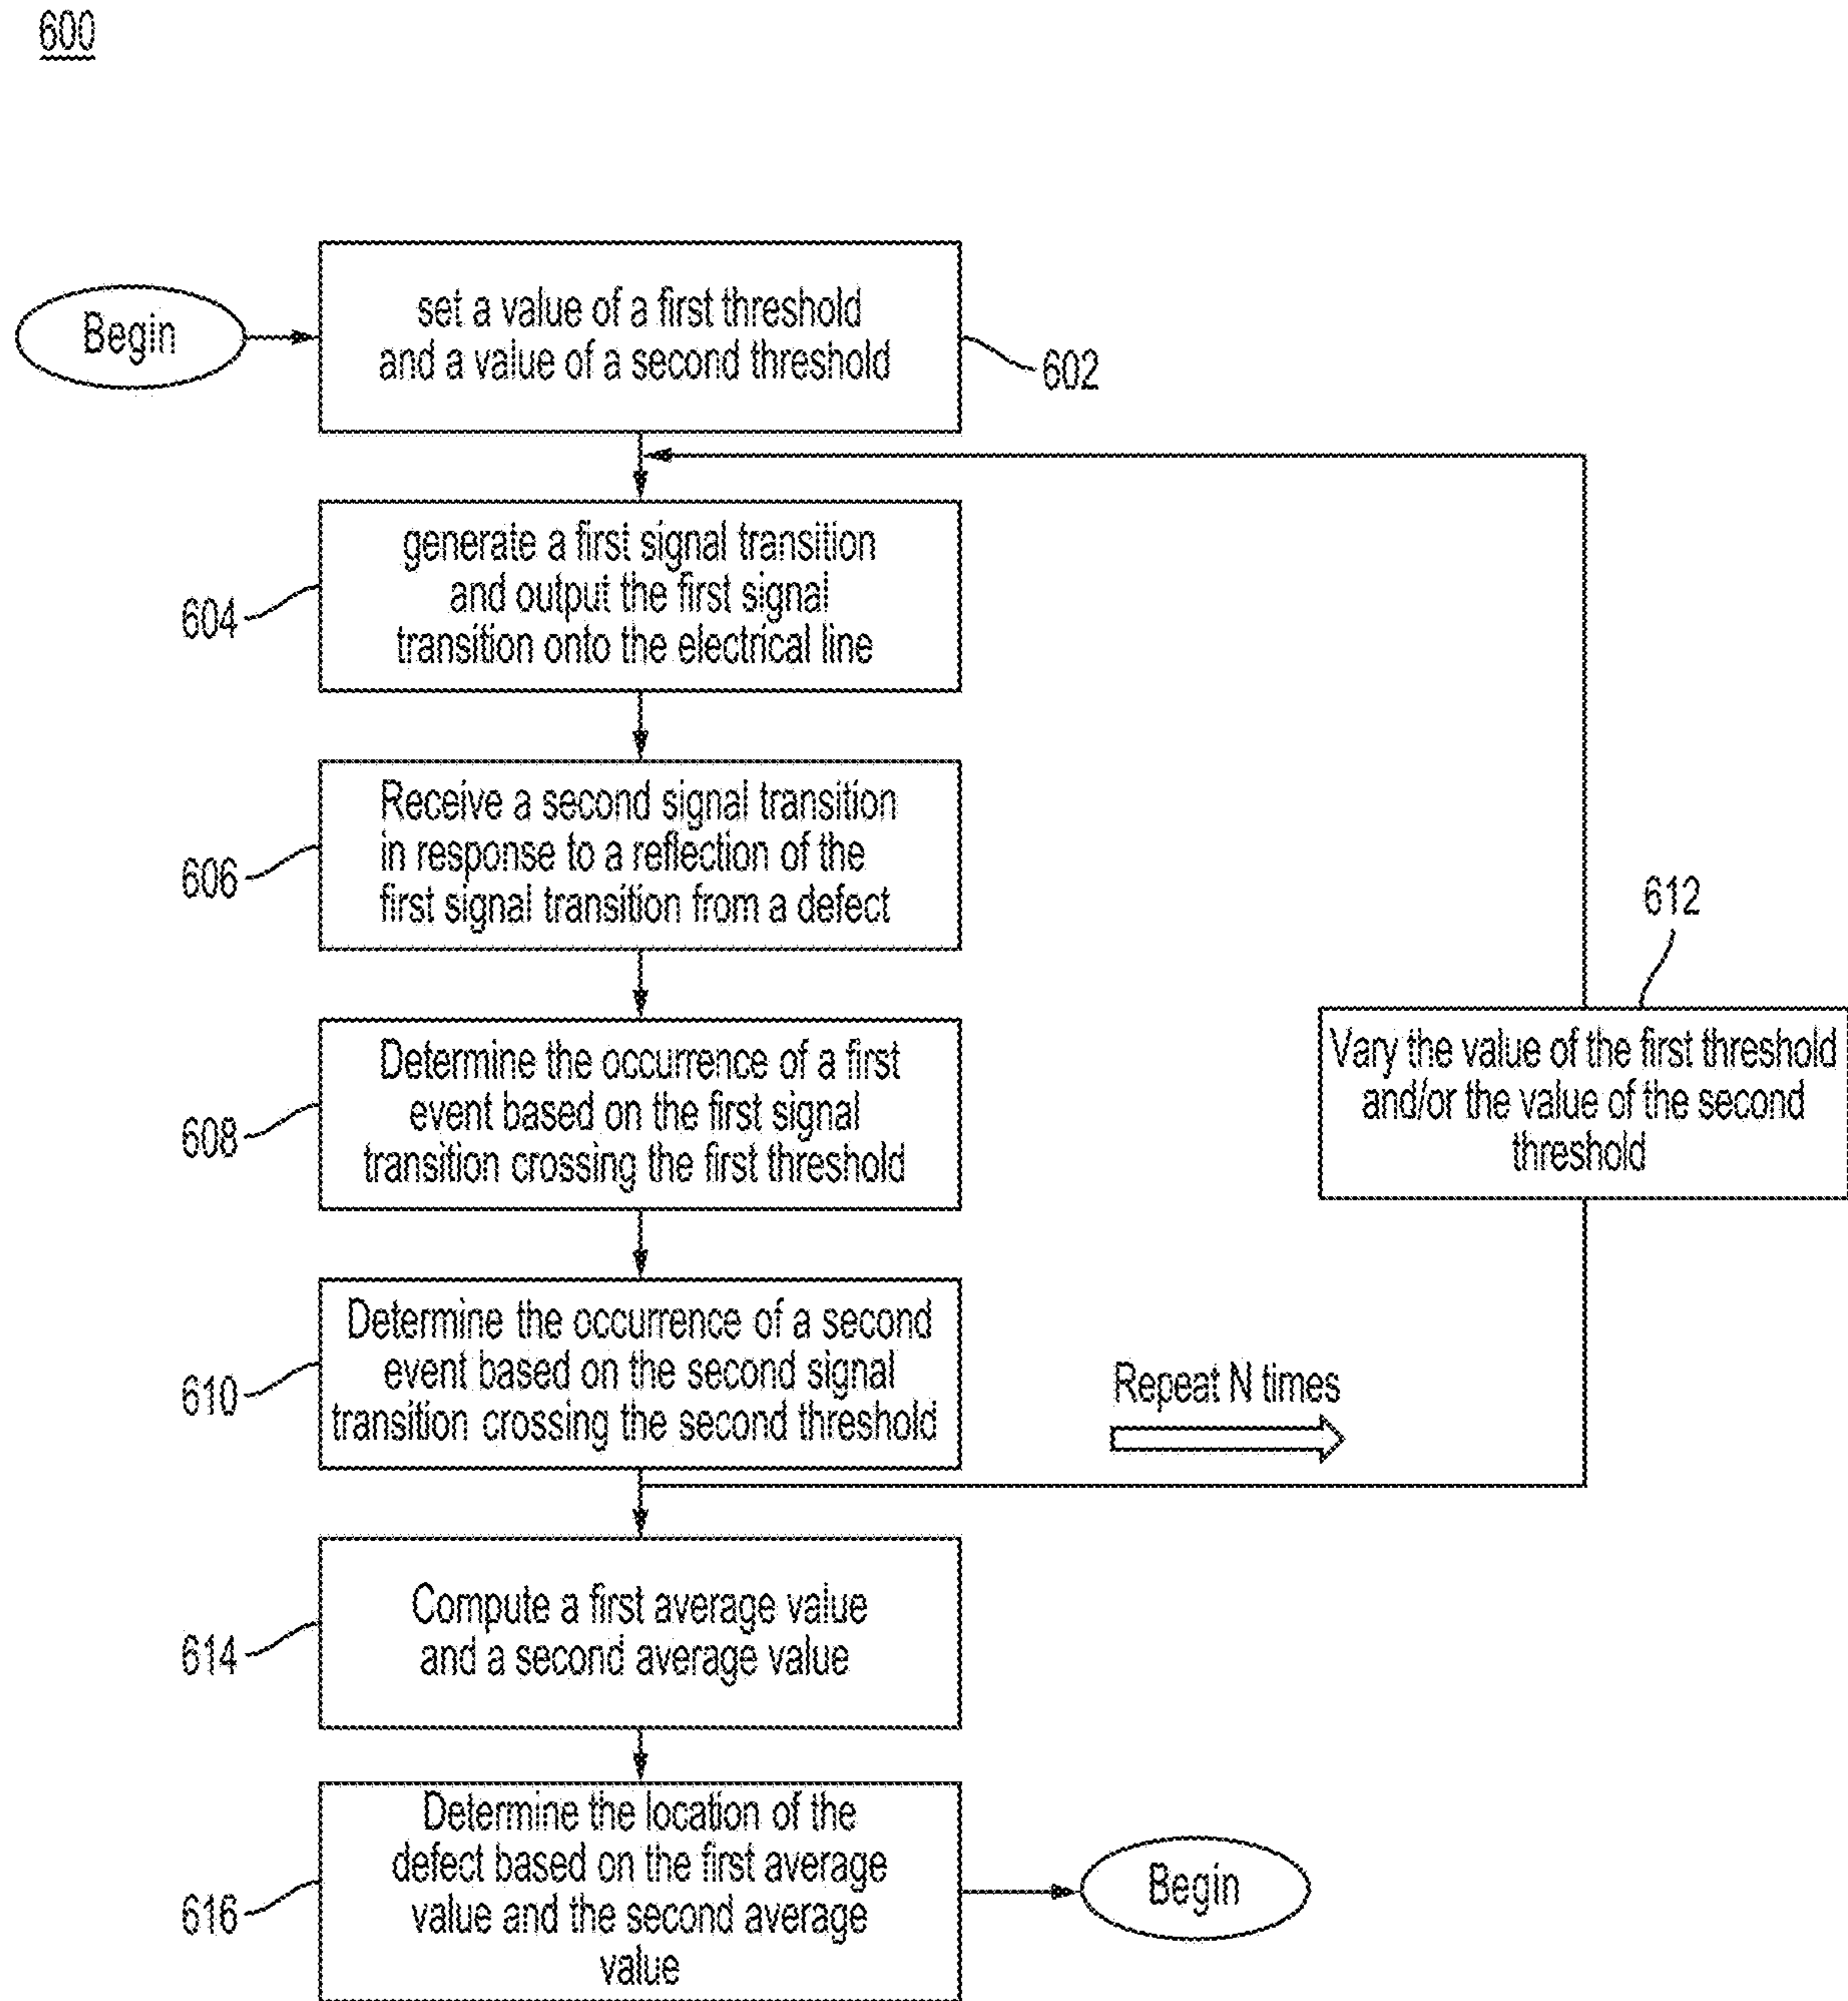 600
Begin
set a value of a first threshold
and a value of a second threshold
602
generate a first signal transition
and output the first signal
transition onto the electrical line
604
Receive a second signal transition
in response to a reflection of the
first signal transition from a defect
606
Determine the occurrence of a first
event based on the first signal
transition crossing the first threshold
608
Determine the occurrence of a second
event based on the second signal
transition crossing the second threshold
610
Repeat N times
612
Vary the value of the first threshold
and/or the value of the second
threshold
Compute a first average value
and a second average value
614
Determine the location of the
defect based on the first average
value and the second average
value
616
Begin